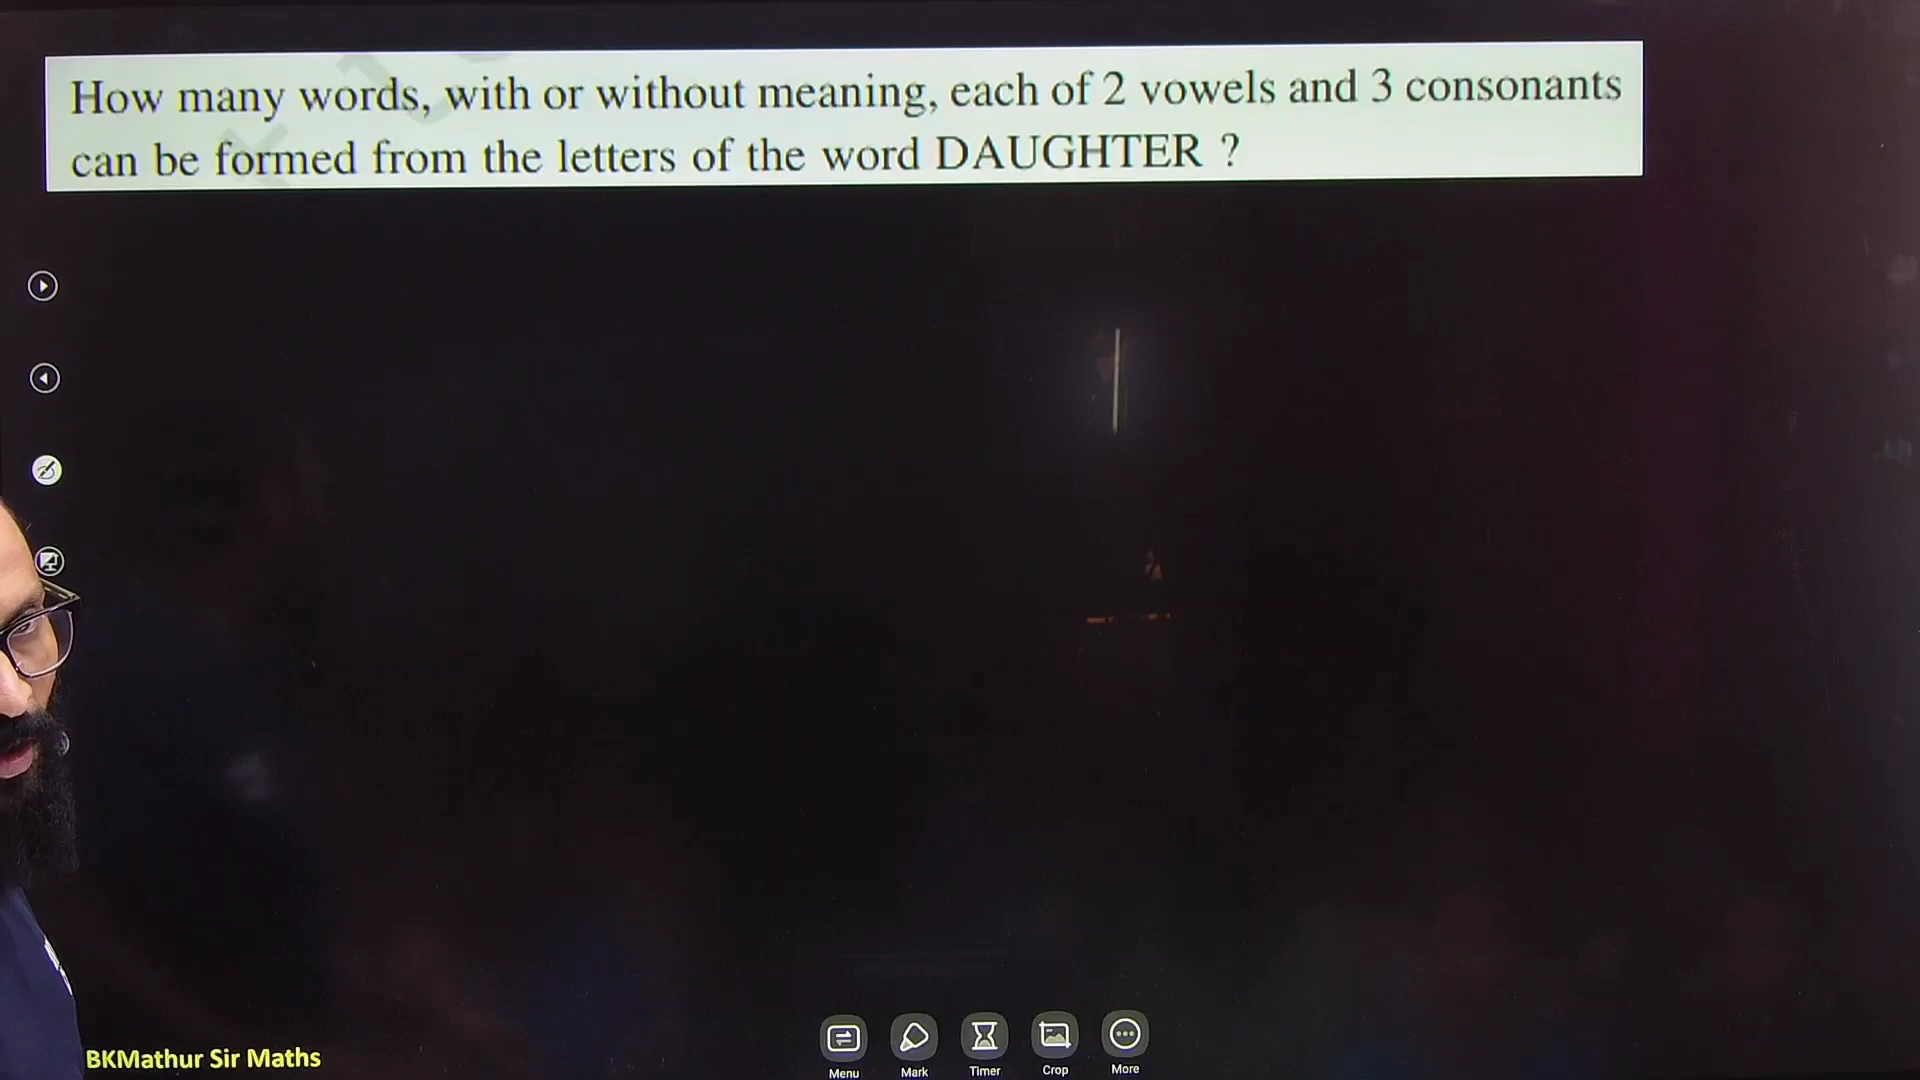 How many words, with or without meaning, each of 2 vowels and 3 consonants
can be formed from the letters of the word DAUGHTER ?
BKMathur Sir Maths
Menu
Mark
Timer
Crop
More